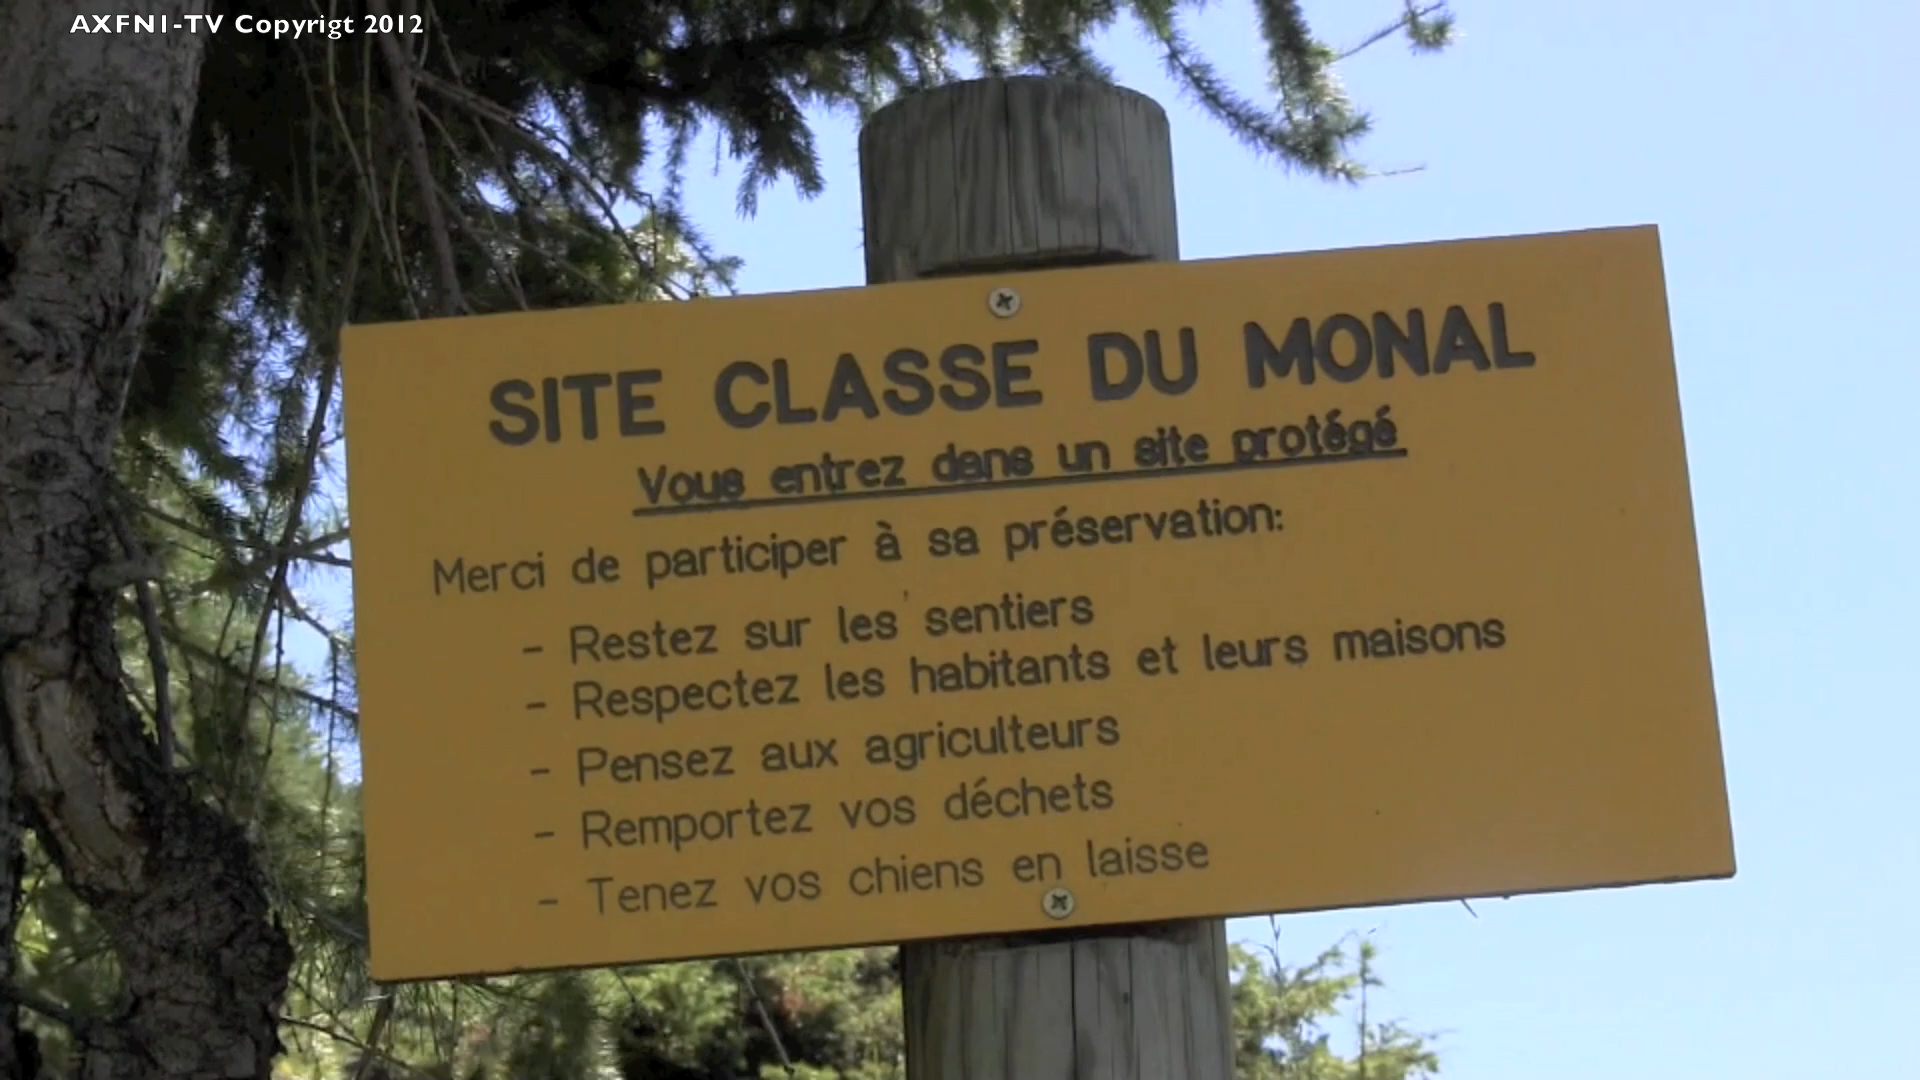 AXFN1-TV Copyrigt 2012
SITE CLASSE DU MONAL
Vous entrez dans un site protégé
Merci de participer à sa préservation:
- Restez sur les sentiers
- Respectez les habitants et leurs maisons
- Pensez aux agriculteurs
- Remportez vos déchets
- Tenez vos chiens en laisse